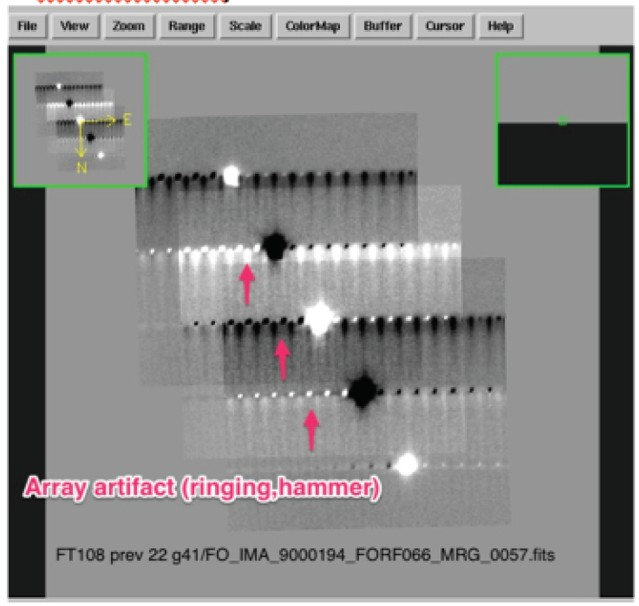 File View Zoom Range Scale ColorMap Buffer Cursor Help
E
N
Array artifact (ringing,hammer)
FT108 prev 22 g41/FO_IMA_9000194_FORF066_MRG_0057.fits